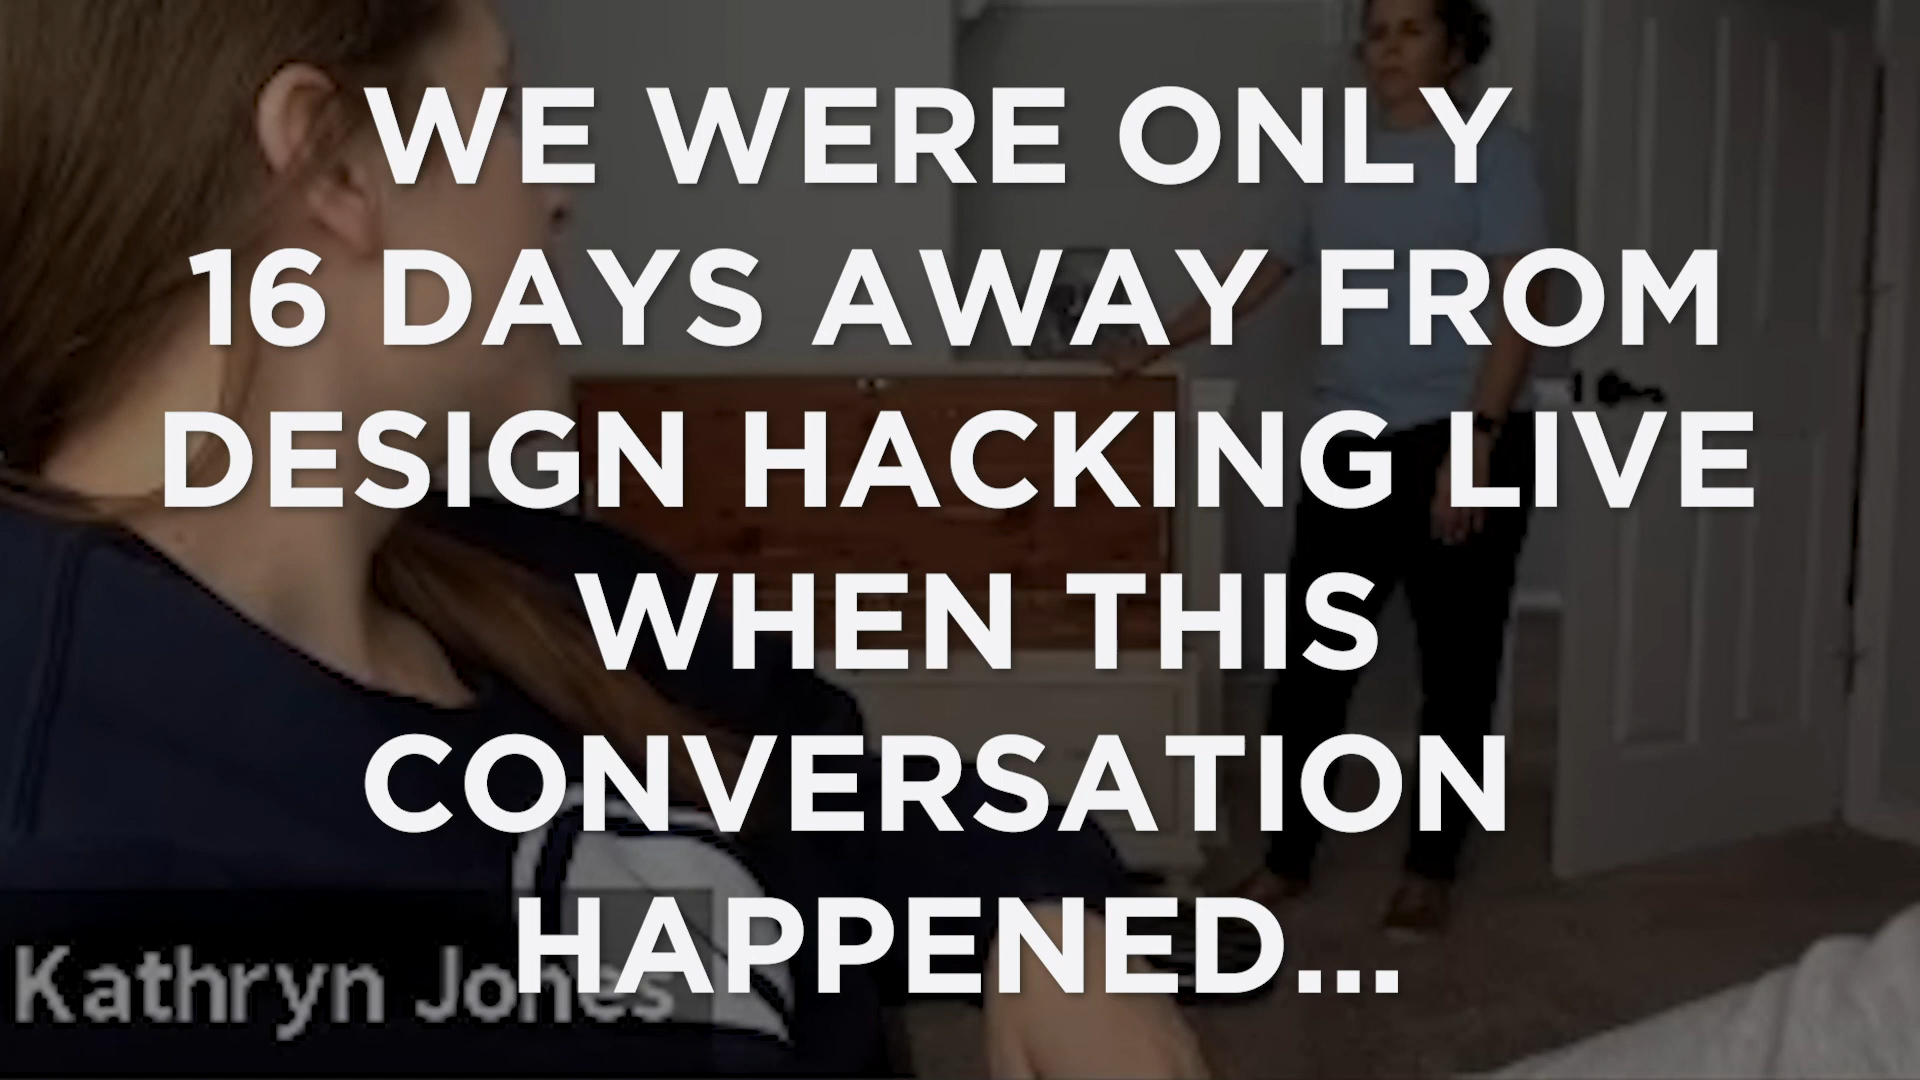 WE WERE ONLY
16 DAYS AWAY FROM
DESIGN HACKING LIVE
WHEN THIS
CONVERSATION
HAPPENED...
Kathryn Jones